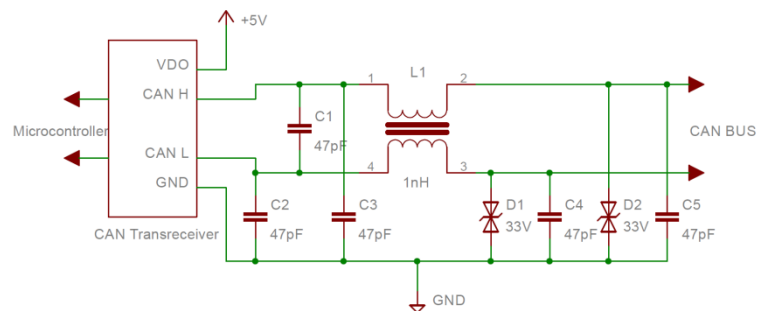 +5V
VDO
CAN H
CAN L
GND
Microcontroller
CAN Transreceiver
C1
47pF
C2
47pF
C3
47pF
1
L1
2
4
3
1nH
D1
33V
C4
47pF
D2
33V
C5
47pF
CAN BUS
GND